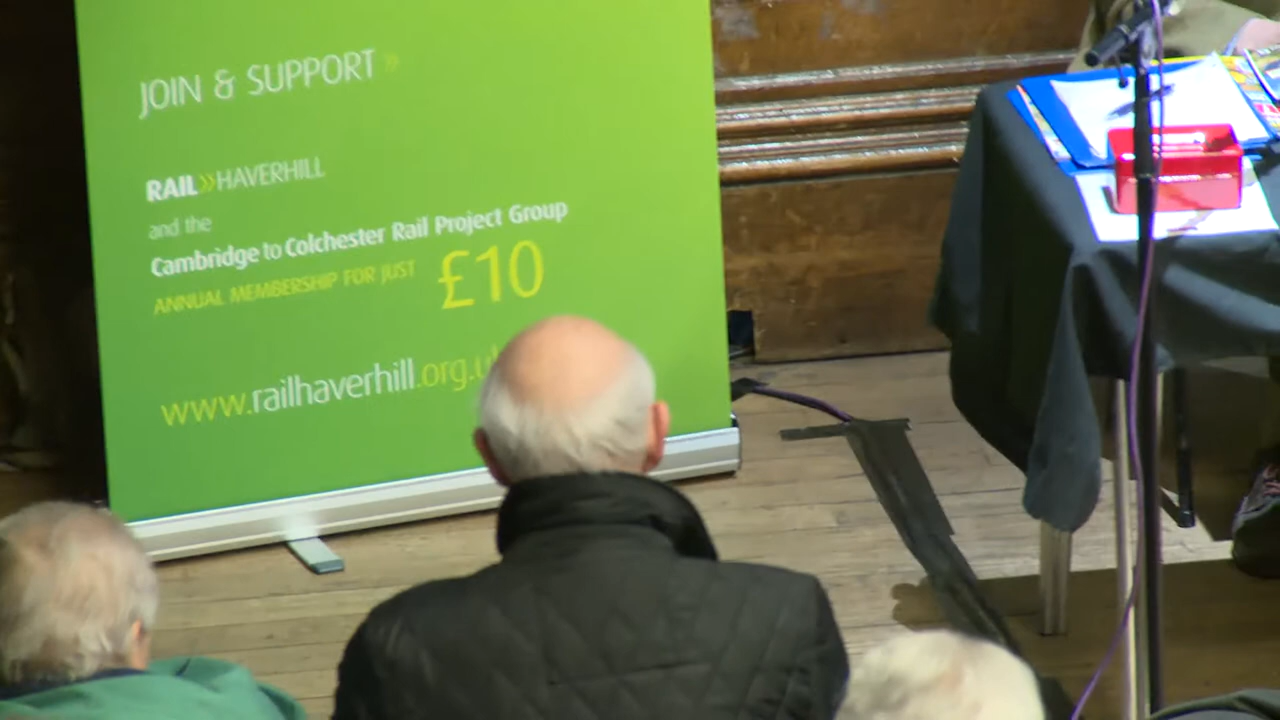 JOIN & SUPPORT »
RAIL»HAVERHILL
and the
Cambridge to Colchester Rail Project Group
ANNUAL MEMBERSHIP FOR JUST £10
www.railhaverhill.org.u